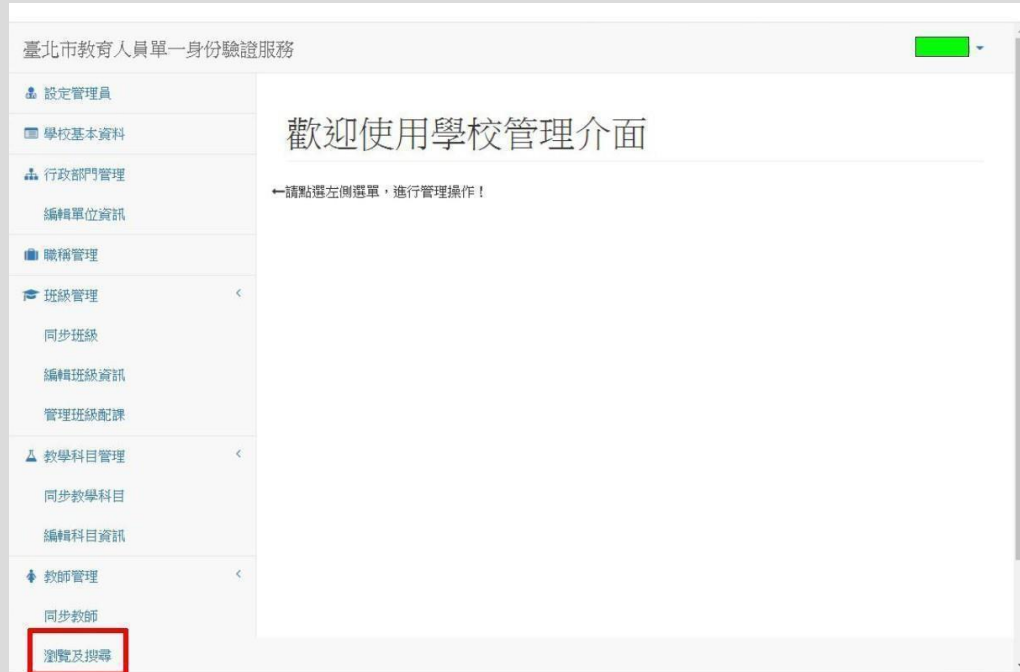 臺北市教育人員單一身份驗證服務
設定管理員
學校基本資料
行政部門管理
編輯單位資訊
職稱管理
班級管理
同步班級
編輯班級資訊
管理班級配課
教學科目管理
同步教學科目
編輯科目資訊
教師管理
同步教師
瀏覽及搜尋
歡迎使用學校管理介面
←請點選左側選單，進行管理操作！